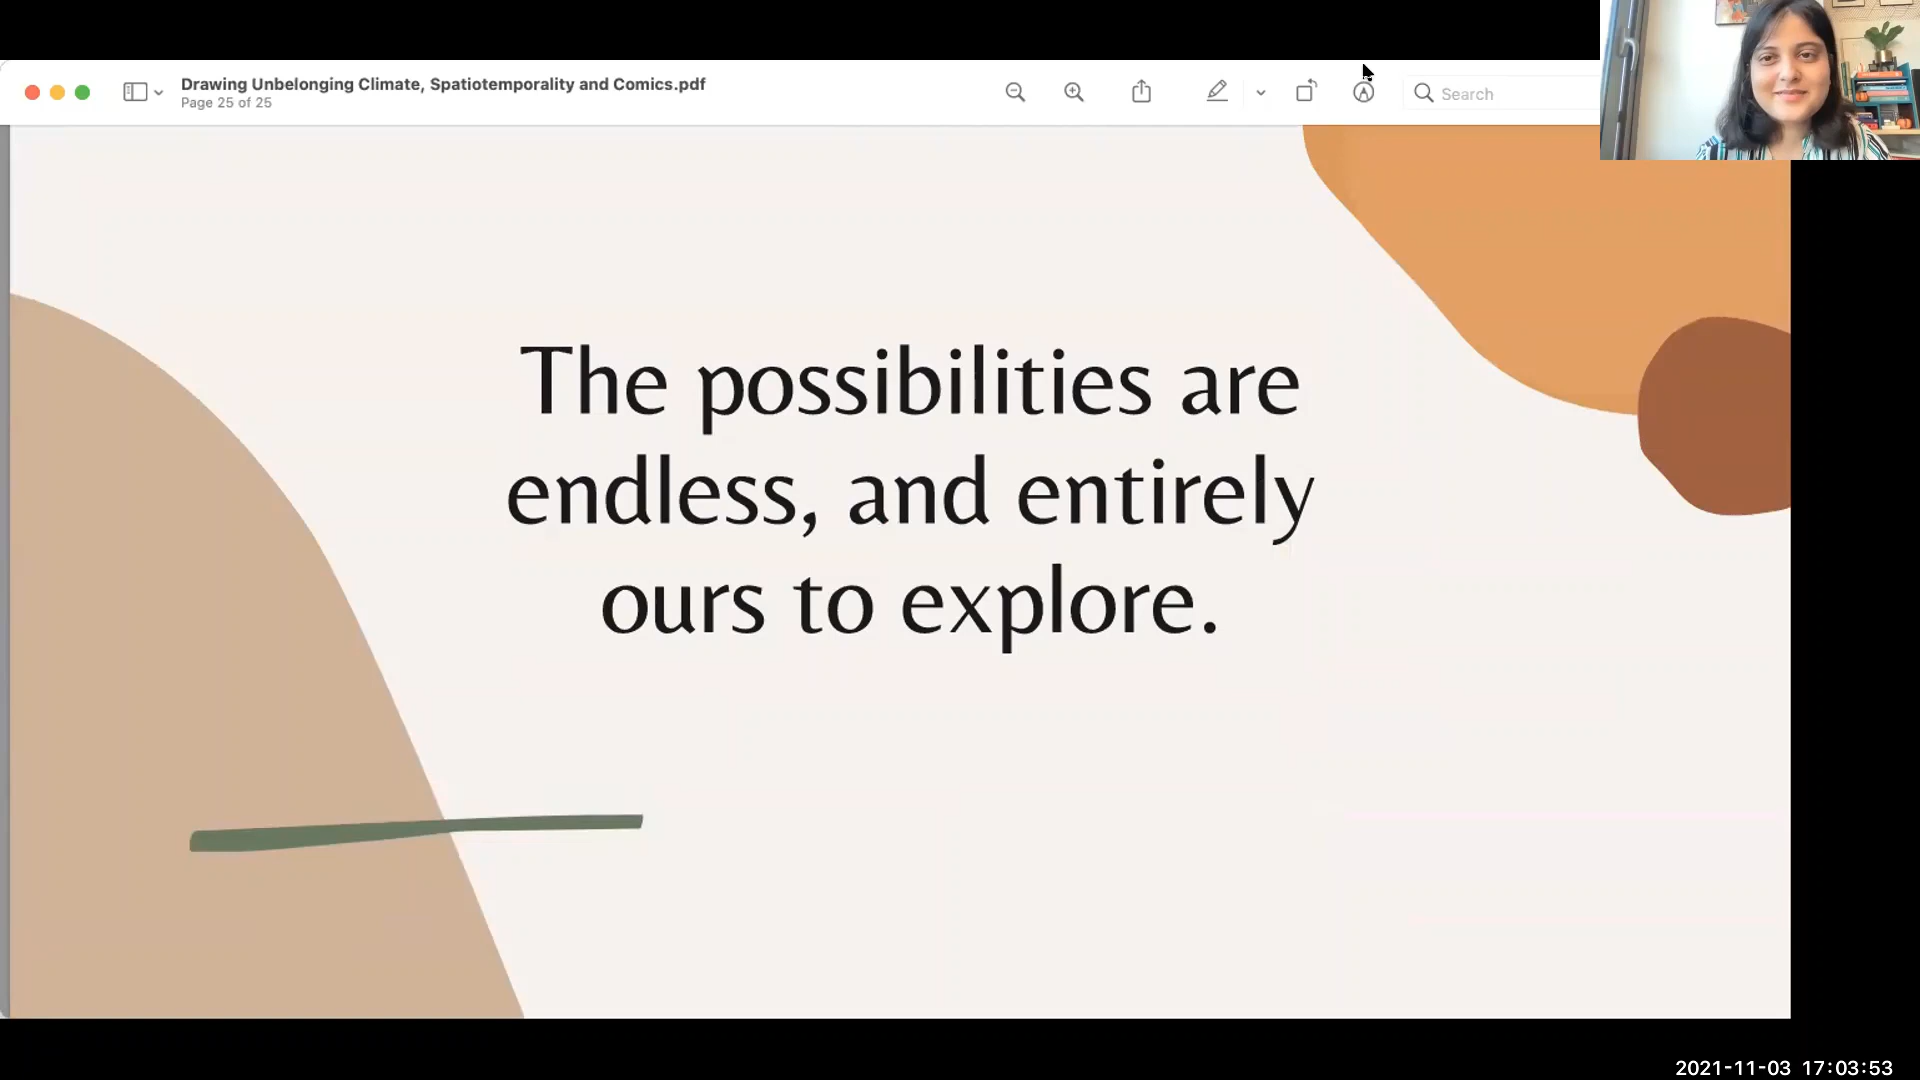 Drawing Unbelonging Climate, Spatiotemporality and Comics.pdf
Page 25 of 25
Search
The possibilities are
endless, and entirely
ours to explore.
2021-11-03 17:03:53